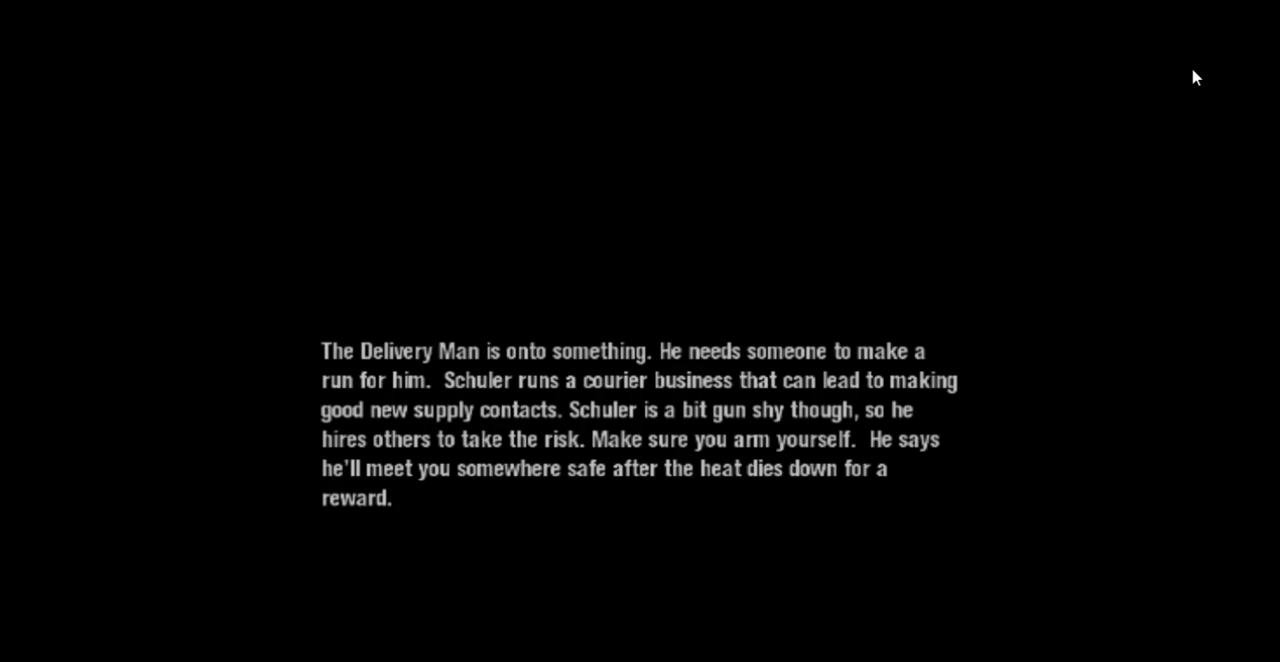 The Delivery Man is onto something. He needs someone to make a
run for him.  Schuler runs a courier business that can lead to making
good new supply contacts. Schuler is a bit gun shy though, so he
hires others to take the risk. Make sure you arm yourself.  He says
he'll meet you somewhere safe after the heat dies down for a
reward.